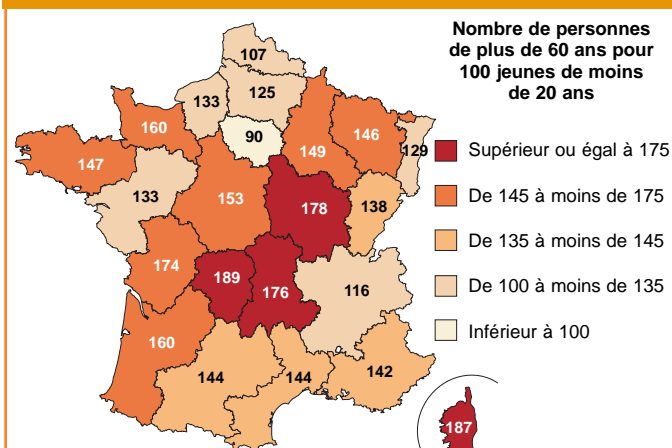 Nombre de personnes
de plus de 60 ans pour
100 jeunes de moins
de 20 ans
Supérieur ou égal à 175
De 145 à moins de 175
De 135 à moins de 145
De 100 à moins de 135
Inférieur à 100
107
125
133
160
90
149
146
129
147
133
153
178
138
174
189
176
116
160
144
144
142
187